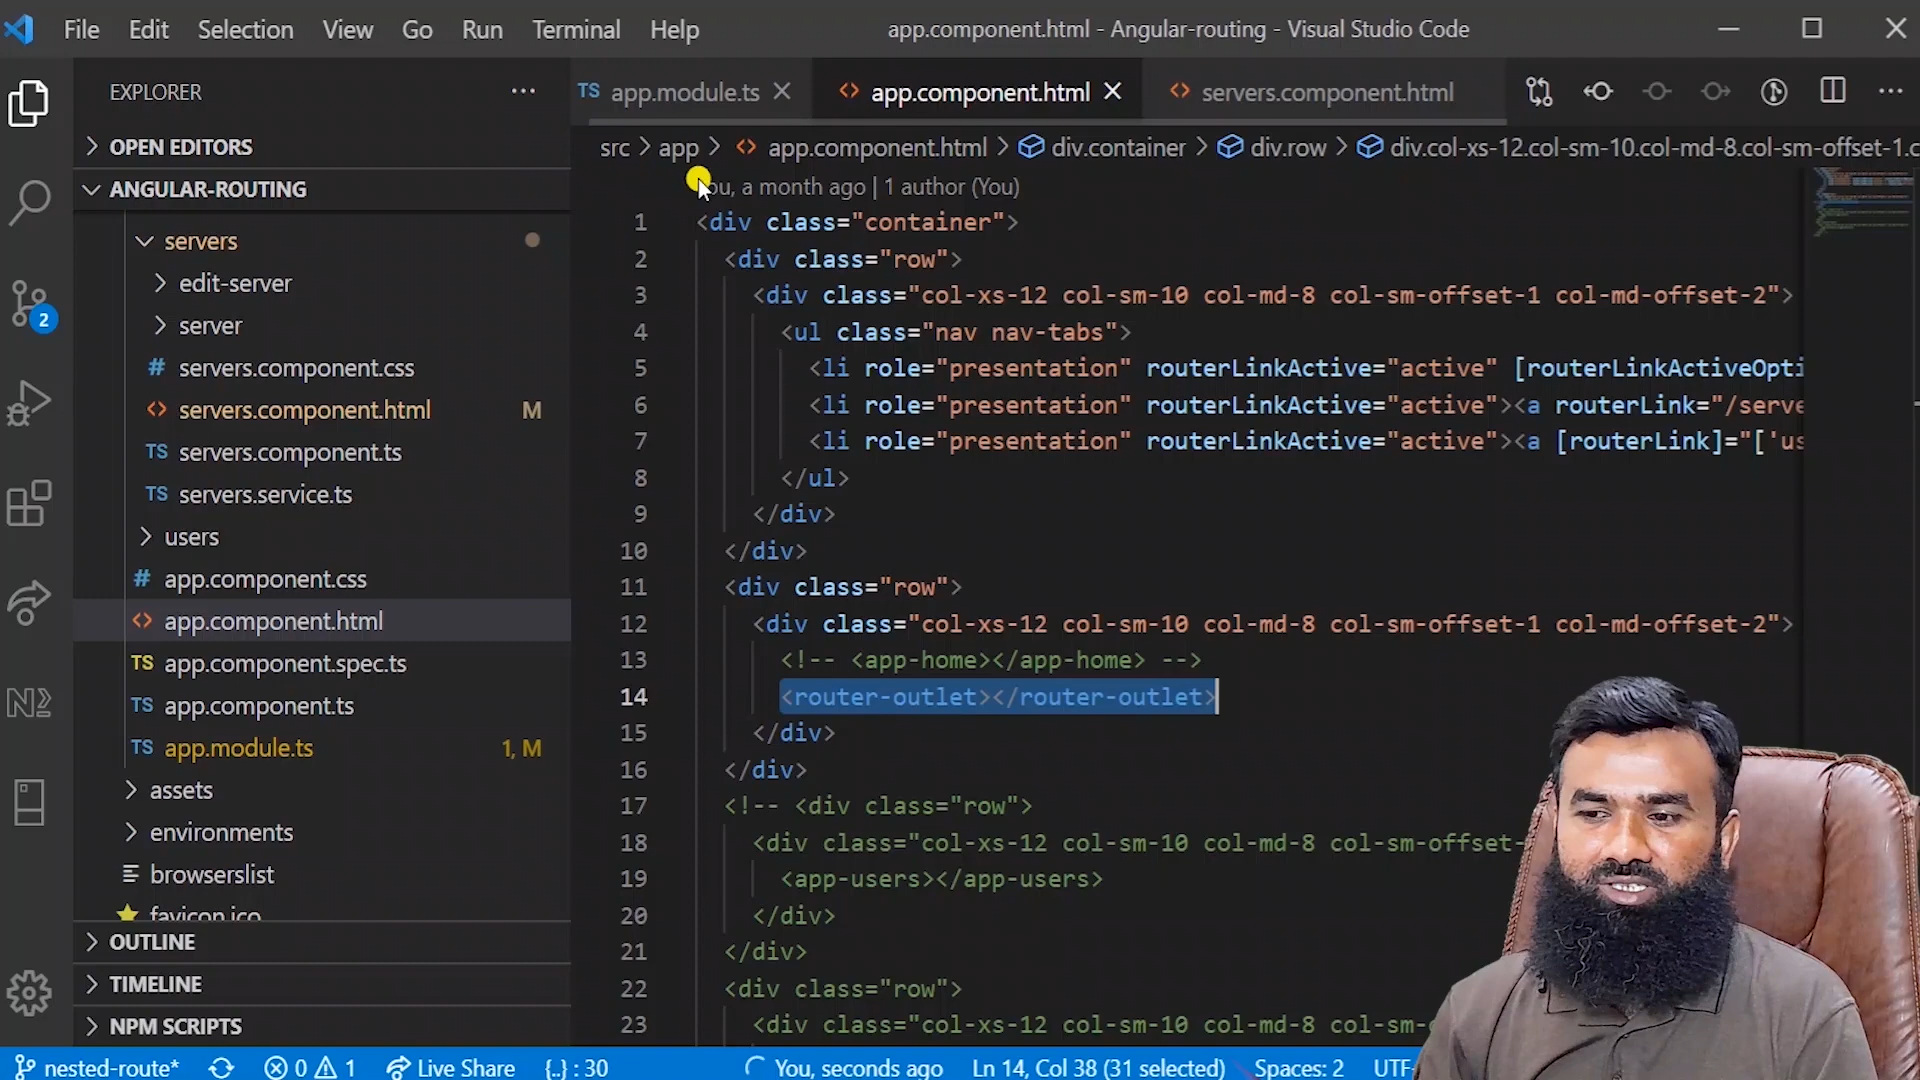 File Edit Selection View Go Run Terminal Help app.component.html - Angular-routing - Visual Studio Code
EXPLORER
OPEN EDITORS
ANGULAR-ROUTING
servers
edit-server
server
servers.component.css
servers.component.html M
servers.component.ts
servers.service.ts
users
app.component.css
app.component.html
app.component.spec.ts
app.component.ts
app.module.ts 1, M
assets
environments
browserslist
favicon.ico
OUTLINE
TIMELINE
NPM SCRIPTS
2
app.module.ts app.component.html servers.component.html
src > app > app.component.html > div.container > div.row > div.col-xs-12.col-sm-10.col-md-8.col-sm-offset-1.c
ou, a month ago | 1 author (You)
1 <div class="container">
2 <div class="row">
3 <div class="col-xs-12 col-sm-10 col-md-8 col-sm-offset-1 col-md-offset-2">
4 <ul class="nav nav-tabs">
5 <li role="presentation" routerLinkActive="active" [routerLinkActiveOpti
6 <li role="presentation" routerLinkActive="active"><a routerLink="/serve
7 <li role="presentation" routerLinkActive="active"><a [routerLink]="['us
8 </ul>
9 </div>
10 </div>
11 <div class="row">
12 <div class="col-xs-12 col-sm-10 col-md-8 col-sm-offset-1 col-md-offset-2">
13 <!-- <app-home></app-home> -->
14 <router-outlet></router-outlet>
15 </div>
16 </div>
17 <!-- <div class="row">
18 <div class="col-xs-12 col-sm-10 col-md-8 col-sm-offset-
19 <app-users></app-users>
20 </div>
21 </div>
22 <div class="row">
23 <div class="col-xs-12 col-sm-10 col-md-8 col-sm-o
nested-route* 0 1 Live Share {..} : 30 You, seconds ago Ln 14, Col 38 (31 selected) Spaces: 2 UTF-